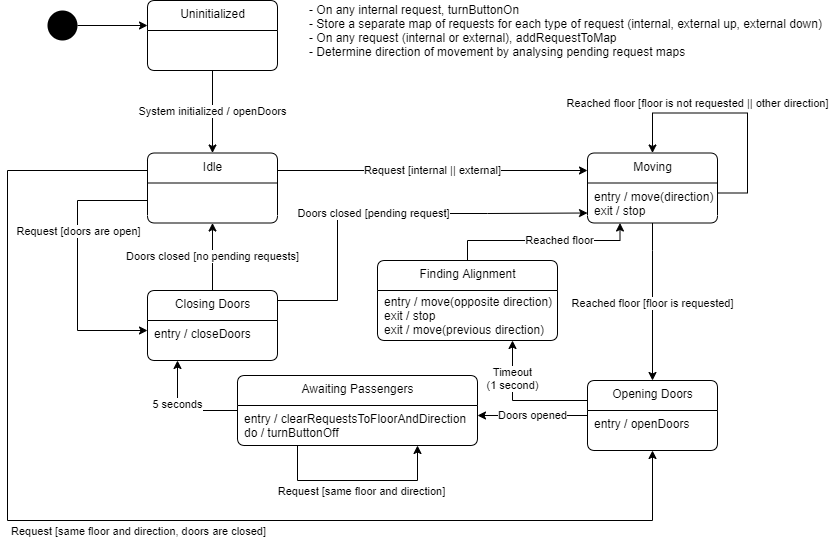 Uninitialized
- On any internal request, turnButtonOn
- Store a separate map of requests for each type of request (internal, external up, external down)
- On any request (internal or external), addRequestToMap
- Determine direction of movement by analysing pending request maps
System initialized / openDoors
Reached floor [floor is not requested || other direction]
Idle
Request [internal || external]
Moving
entry / move(direction)
exit / stop
Doors closed [pending request]
Request [doors are open]
Reached floor
Doors closed [no pending requests]
Finding Alignment
entry / move(opposite direction)
exit / stop
exit / move(previous direction)
Closing Doors
entry / closeDoors
Reached floor [floor is requested]
Timeout
(1 second)
Awaiting Passengers
entry / clearRequestsToFloorAndDirection
do / turnButtonOff
5 seconds
Doors opened
Opening Doors
entry / openDoors
Request [same floor and direction]
Request [same floor and direction, doors are closed]